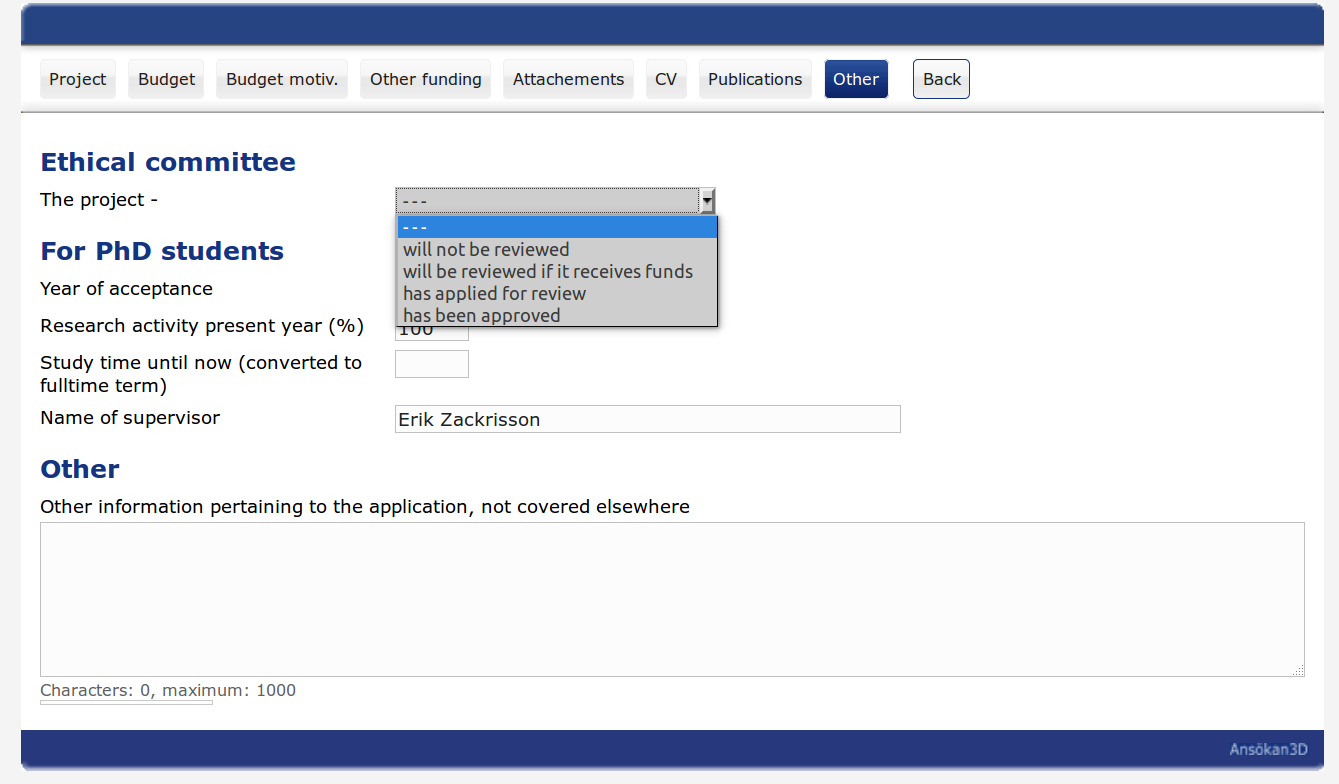 Project Budget Budget motiv. Other funding Attachements CV Publications Other Back
Ethical committee
The project - ---
---
will not be reviewed
will be reviewed if it receives funds
has applied for review
has been approved
For PhD students
Year of acceptance
Research activity present year (%) 100
Study time until now (converted to
fulltime term)
Name of supervisor Erik Zackrisson
Other
Other information pertaining to the application, not covered elsewhere
Characters: 0, maximum: 1000
Ansökan3D